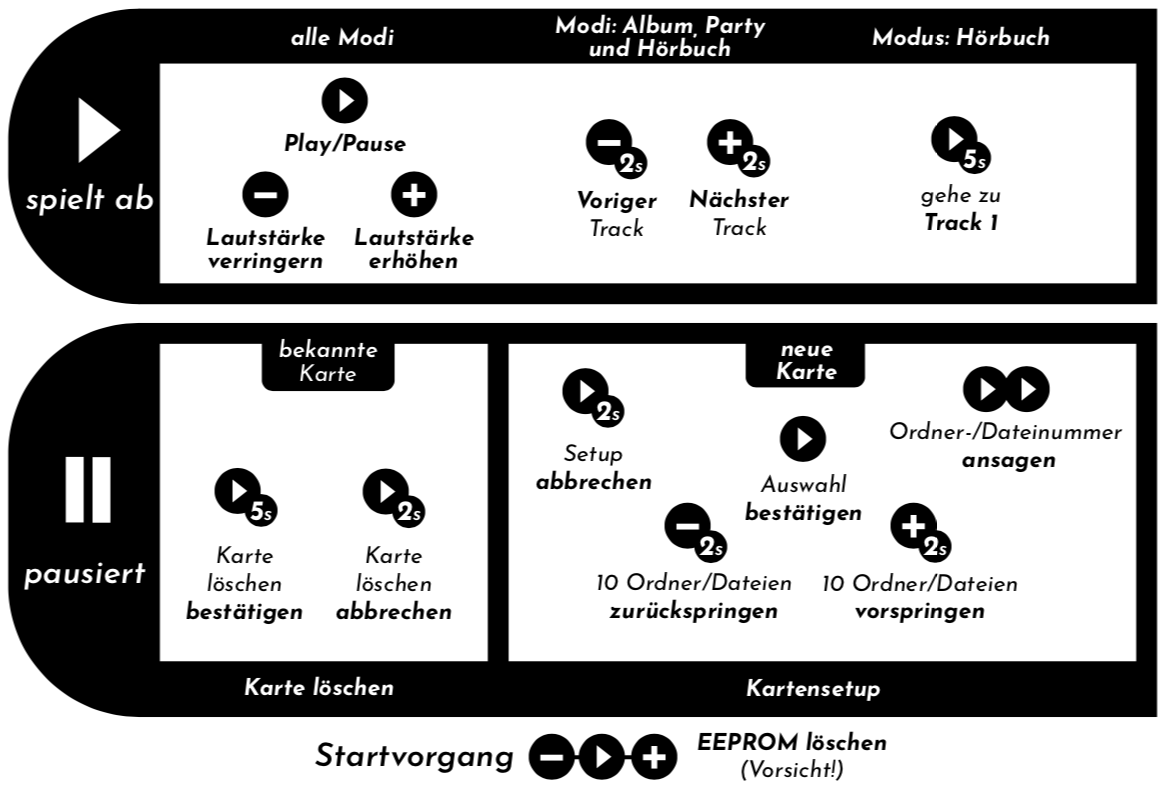 alle Modi
Modi: Album, Party
und Hörbuch
Modus: Hörbuch
spielt ab
Play/Pause
Lautstärke
verringern
Lautstärke
erhöhen
2s
Voriger
Track
2s
Nächster
Track
5s
gehe zu
Track 1
pausiert
bekannte
Karte
5s
Karte
löschen
bestätigen
2s
Karte
löschen
abbrechen
Karte löschen
neue
Karte
2s
Setup
abbrechen
Auswahl
bestätigen
Ordner-/Dateinummer
ansagen
2s
10 Ordner/Dateien
zurückspringen
2s
10 Ordner/Dateien
vorspringen
Kartensetup
Startvorgang
EEPROM löschen
(Vorsicht!)